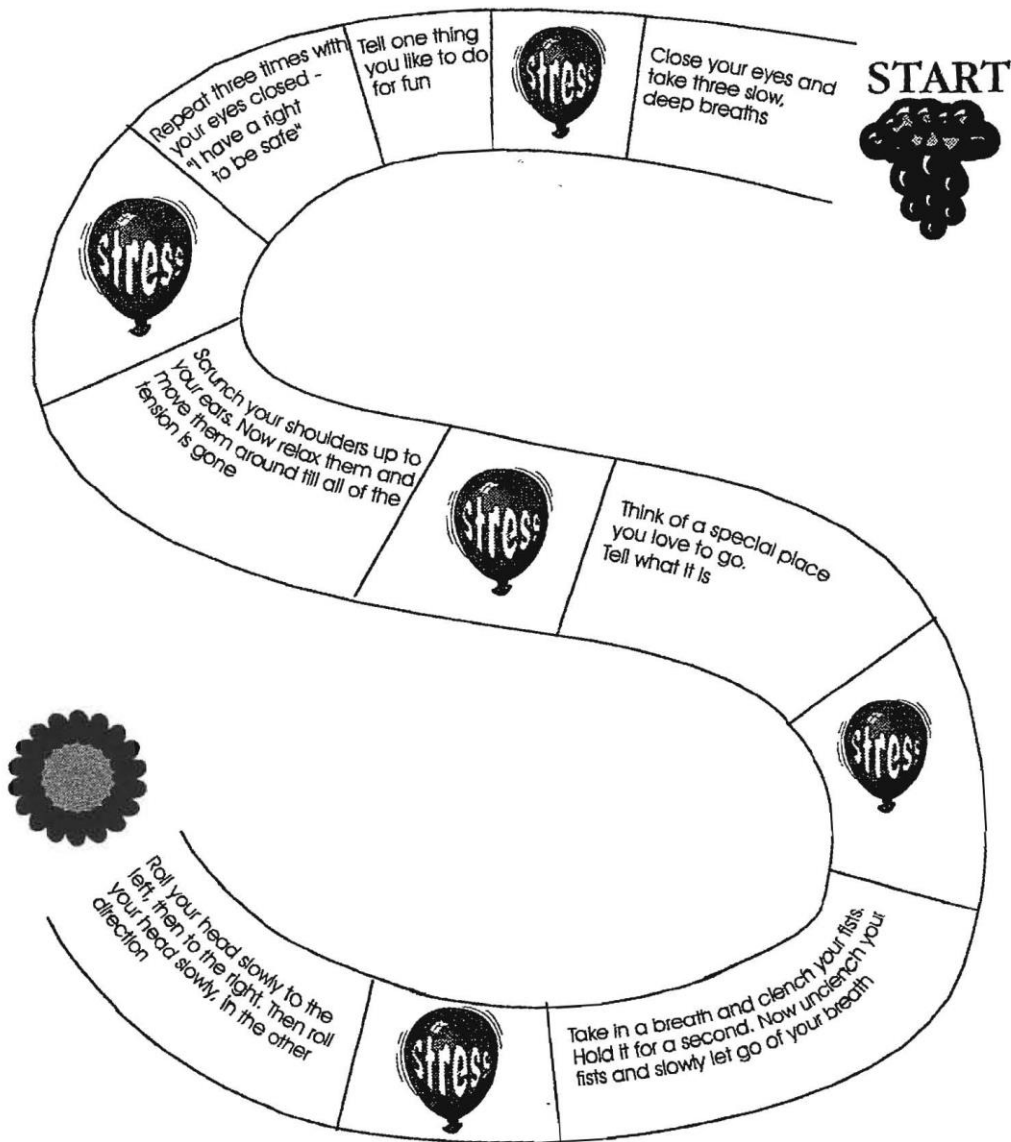 START
Close your eyes and
take three slow,
deep breaths
stress
Tell one thing
you like to do
for fun
Repeat three times with
your eyes closed -
"I have a right
to be safe"
stress
Scrunch your shoulders up to
your ears. Now relax them and
move them around till all of the
tension is gone
stress
Think of a special place
you love to go.
Tell what it is
stress
Take in a breath and clench your fists.
Hold it for a second. Now unclench your
fists and slowly let go of your breath
stress
Roll your head slowly to the
left, then to the right. Then roll
your head slowly, in the other
direction